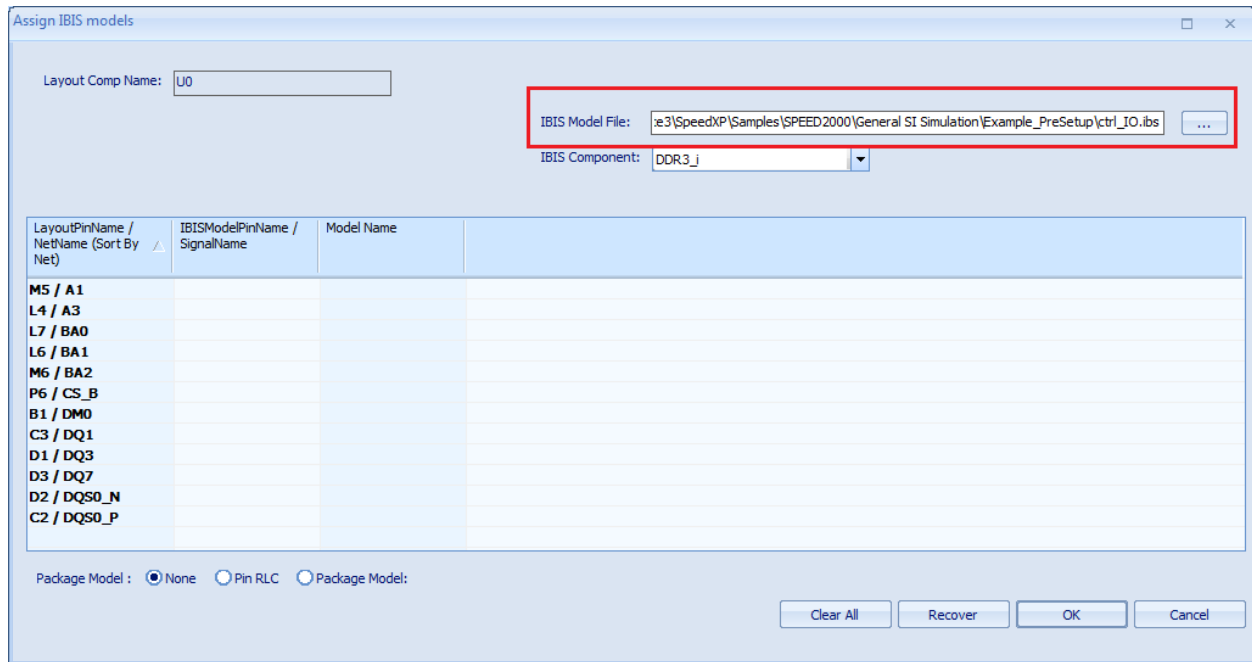 Assign IBIS models
Layout Comp Name: U0
IBIS Model File: :e3\SpeedXP\Samples\SPEED2000\General SI Simulation\Example_PreSetup\ctrl_IO.ibs ...
IBIS Component: DDR3_i
LayoutPinName / NetName (Sort By Net) IBISModelPinName / SignalName Model Name
M5 / A1
L4 / A3
L7 / BA0
L6 / BA1
M6 / BA2
P6 / CS_B
B1 / DM0
C3 / DQ1
D1 / DQ3
D3 / DQ7
D2 / DQS0_N
C2 / DQS0_P
Package Model : None Pin RLC Package Model:
Clear All Recover OK Cancel